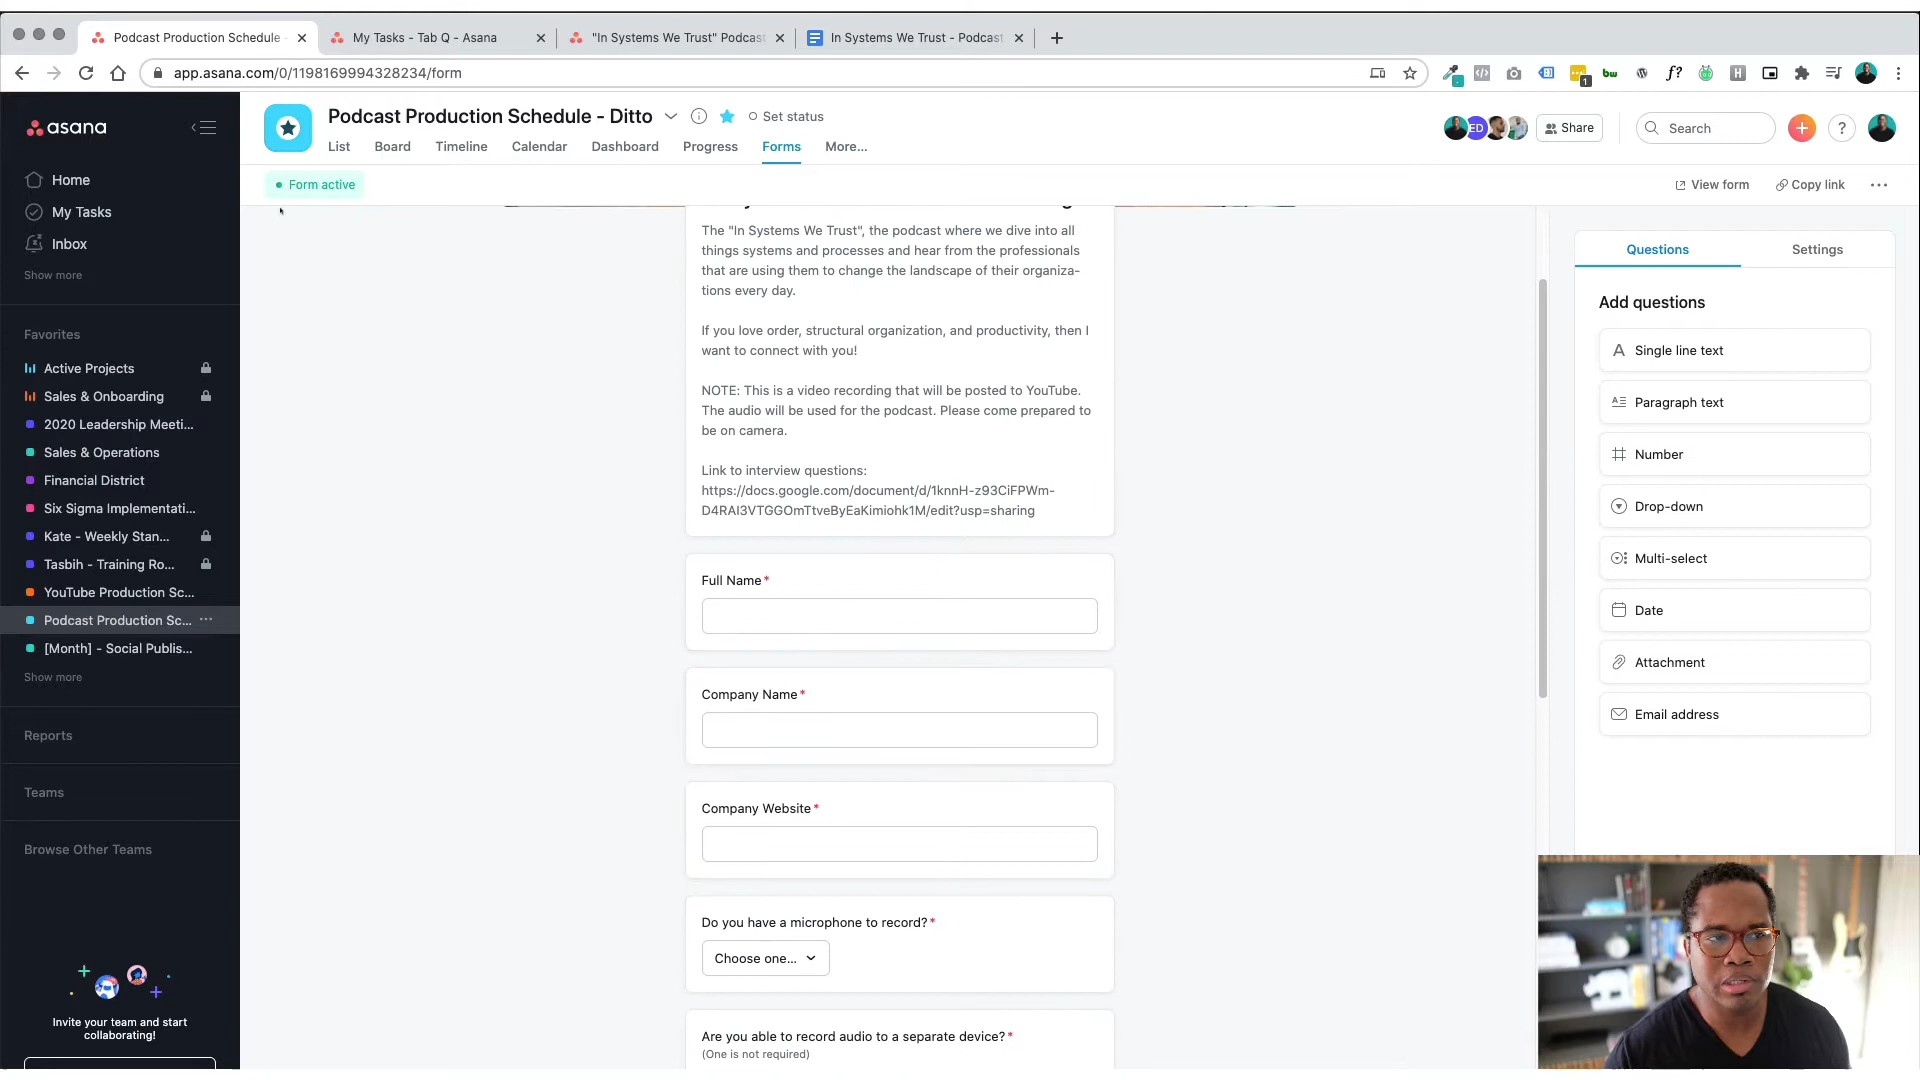 Podcast Production Schedule -
My Tasks - Tab Q - Asana
"In Systems We Trust" Podcast
In Systems We Trust - Podcast
app.asana.com/0/1198169994328234/form
1
bw
f?
H
asana
Home
My Tasks
Inbox
Show more
Favorites
Active Projects
Sales & Onboarding
2020 Leadership Meeti...
Sales & Operations
Financial District
Six Sigma Implementati...
Kate - Weekly Stan...
Tasbih - Training Ro...
YouTube Production Sc...
Podcast Production Sc...
[Month] - Social Publis...
Show more
Reports
Teams
Browse Other Teams
Invite your team and start
collaborating!
Podcast Production Schedule - Ditto
Set status
List
Board
Timeline
Calendar
Dashboard
Progress
Forms
More...
ED
Share
Search
?
Form active
View form
Copy link
The "In Systems We Trust", the podcast where we dive into all
things systems and processes and hear from the professionals
that are using them to change the landscape of their organiza-
tions every day.
If you love order, structural organization, and productivity, then I
want to connect with you!
NOTE: This is a video recording that will be posted to YouTube.
The audio will be used for the podcast. Please come prepared to
be on camera.
Link to interview questions:
https://docs.google.com/document/d/1knnH-z93CiFPWm-
D4RAI3VTGGOmTtveByEaKimiohk1M/edit?usp=sharing
Full Name*
Company Name*
Company Website*
Do you have a microphone to record?*
Choose one...
Are you able to record audio to a separate device?*
(One is not required)
Questions
Settings
Add questions
Single line text
Paragraph text
Number
Drop-down
Multi-select
Date
Attachment
Email address